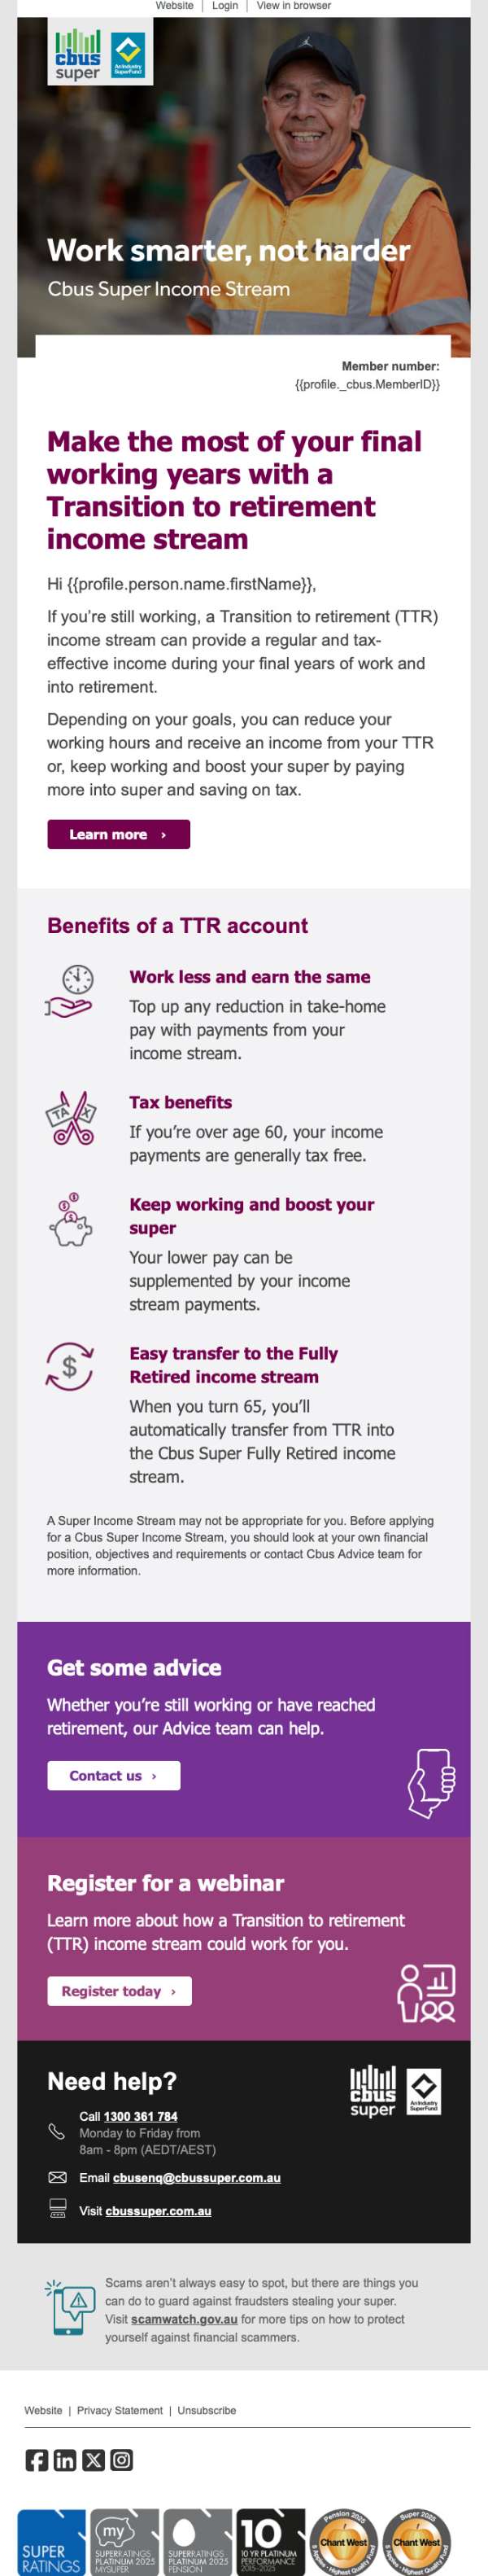 Website | Login | View in browser
cbus
super
An Industry
SuperFund
Work smarter, not harder
Cbus Super Income Stream
Member number:
{{profile._cbus.MemberID}}
Make the most of your final
working years with a
Transition to retirement
income stream
Hi {{profile.person.name.firstName}},
If you're still working, a Transition to retirement (TTR)
income stream can provide a regular and tax-
effective income during your final years of work and
into retirement.
Depending on your goals, you can reduce your
working hours and receive an income from your TTR
or, keep working and boost your super by paying
more into super and saving on tax.
Learn more ›
Benefits of a TTR account
Work less and earn the same
Top up any reduction in take-home
pay with payments from your
income stream.
TAX
Tax benefits
If you're over age 60, your income
payments are generally tax free.
Keep working and boost your
super
Your lower pay can be
supplemented by your income
stream payments.
$
Easy transfer to the Fully
Retired income stream
When you turn 65, you'll
automatically transfer from TTR into
the Cbus Super Fully Retired income
stream.
A Super Income Stream may not be appropriate for you. Before applying
for a Cbus Super Income Stream, you should look at your own financial
position, objectives and requirements or contact Cbus Advice team for
more information.
Get some advice
Whether you're still working or have reached
retirement, our Advice team can help.
Contact us ›
Register for a webinar
Learn more about how a Transition to retirement
(TTR) income stream could work for you.
Register today ›
Need help?
cbus
super
An Industry
SuperFund
Call 1300 361 784
Monday to Friday from
8am - 8pm (AEDT/AEST)
Email cbusenq@cbussuper.com.au
Visit cbussuper.com.au
Scams aren't always easy to spot, but there are things you
can do to guard against fraudsters stealing your super.
Visit scamwatch.gov.au for more tips on how to protect
yourself against financial scammers.
Website | Privacy Statement | Unsubscribe
SUPER
RATINGS
my
SUPERRATINGS
PLATINUM 2025
MYSUPER
SUPERRATINGS
PLATINUM 2025
PENSION
10
10 YR PLATINUM
PERFORMANCE
2015-2025
Pension 2025
Chant West
5 Apples - Highest Quality Fund
Super 2025
Chant West
5 Apples - Highest Quality Fund